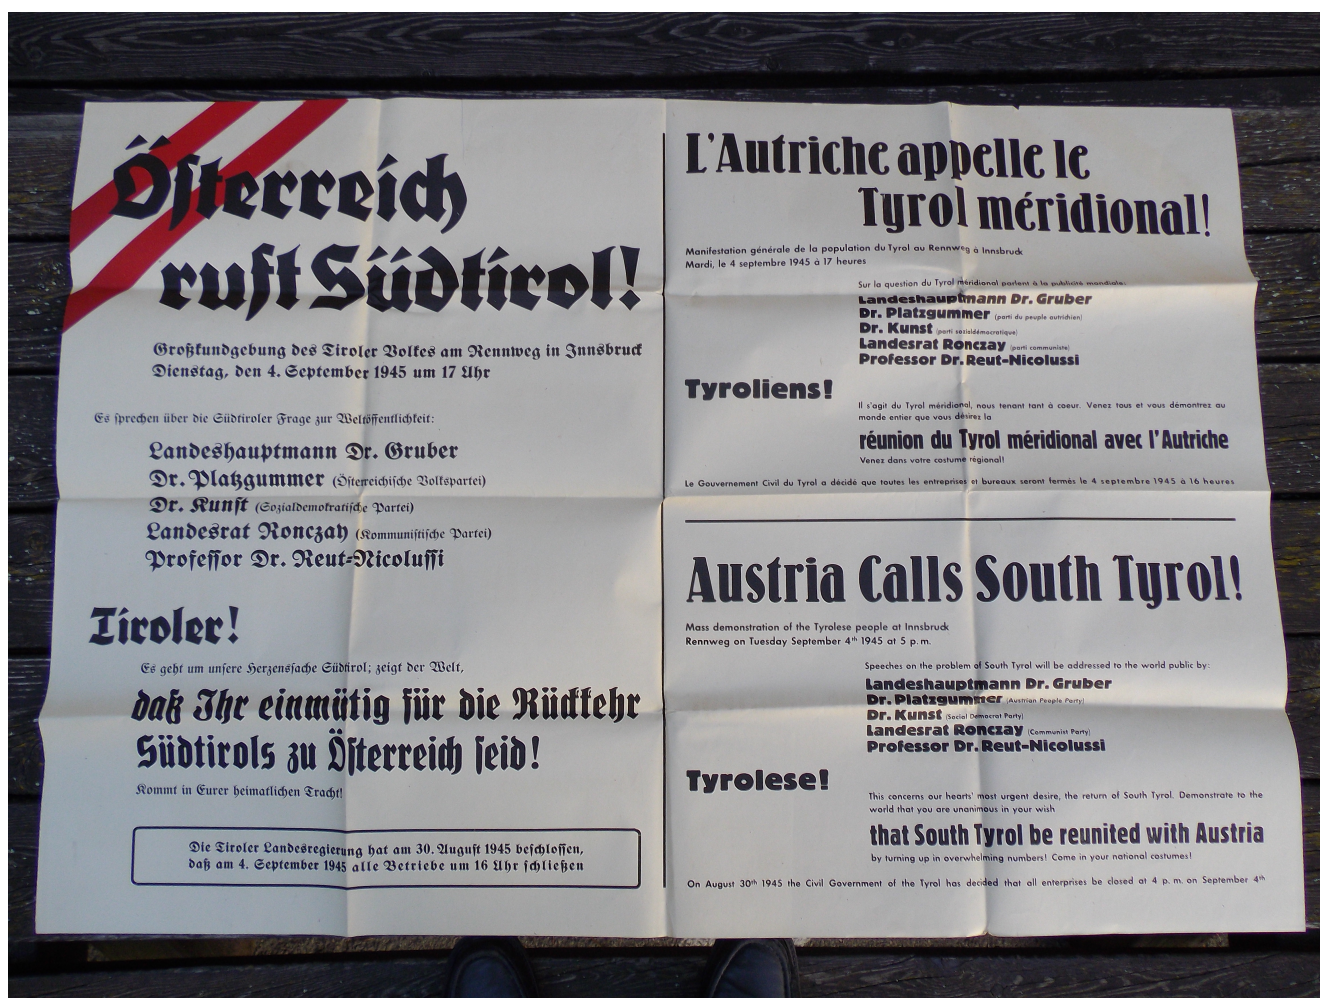 Österreich
ruft Südtirol!
Großkundgebung des Tiroler Volkes am Rennweg in Innsbruck
Dienstag, den 4. September 1945 um 17 Uhr
Es sprechen über die Südtiroler Frage zur Weltöffentlichkeit:
Landeshauptmann Dr. Gruber
Dr. Platzgummer (Österreichische Volkspartei)
Dr. Kunst (Sozialdemokratische Partei)
Landesrat Ronczay (Kommunistische Partei)
Professor Dr. Reut-Nicolussi
Tiroler!
Es geht um unsere Herzenssache Südtirol; zeigt der Welt,
daß Ihr einmütig für die Rückkehr
Südtirols zu Österreich seid!
Kommt in Eurer heimatlichen Tracht!
Die Tiroler Landesregierung hat am 30. August 1945 beschlossen,
daß am 4. September 1945 alle Betriebe um 16 Uhr schließen
L'Autriche appelle le
Tyrol méridional!
Manifestation générale de la population du Tyrol au Rennweg à Innsbruck
Mardi, le 4 septembre 1945 à 17 heures
Sur la question du Tyrol méridional parlent à la publicité mondiale:
Landeshauptmann Dr. Gruber
Dr. Platzgummer (parti du peuple autrichien)
Dr. Kunst (parti sozialdémocratique)
Landesrat Ronczay (parti communiste)
Professor Dr. Reut-Nicolussi
Tyroliens!
Il s'agit du Tyrol méridional, nous tenant tant à coeur. Venez tous et vous démontrez au
monde entier que vous désirez la
réunion du Tyrol méridional avec l'Autriche
Venez dans votre costume régional!
Le Gouvernement Civil du Tyrol a décidé que toutes les entreprises et bureaux seront fermés le 4 septembre 1945 à 16 heures
Austria Calls South Tyrol!
Mass demonstration of the Tyrolese people at Innsbruck
Rennweg on Tuesday September 4th 1945 at 5 p. m.
Speeches on the problem of South Tyrol will be addressed to the world public by:
Landeshauptmann Dr. Gruber
Dr. Platzgummer (Austrian People Party)
Dr. Kunst (Social Democrat Party)
Landesrat Ronczay (Communist Party)
Professor Dr. Reut-Nicolussi
Tyrolese!
This concerns our hearts' most urgent desire, the return of South Tyrol. Demonstrate to the
world that you are unanimous in your wish
that South Tyrol be reunited with Austria
by turning up in overwhelming numbers! Come in your national costumes!
On August 30th 1945 the Civil Government of the Tyrol has decided that all enterprises be closed at 4 p. m. on September 4th